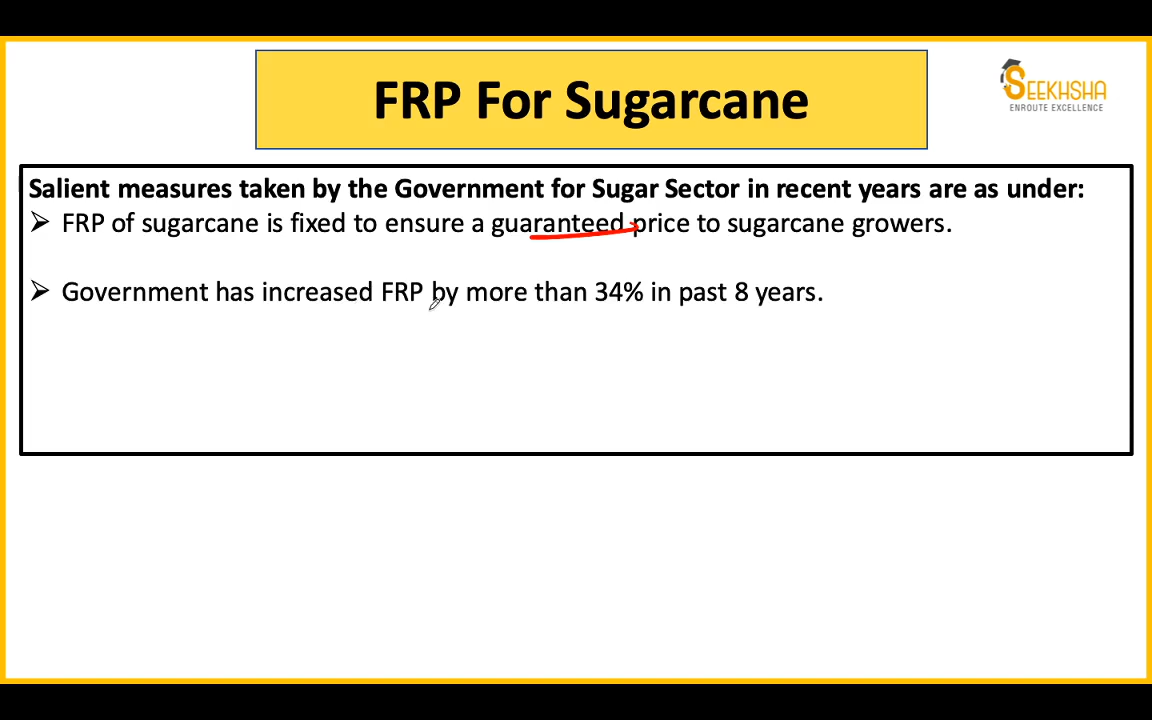 FRP For Sugarcane
SEEKHSHA
ENROUTE EXCELLENCE
Salient measures taken by the Government for Sugar Sector in recent years are as under:
➢ FRP of sugarcane is fixed to ensure a guaranteed price to sugarcane growers.
➢ Government has increased FRP by more than 34% in past 8 years.